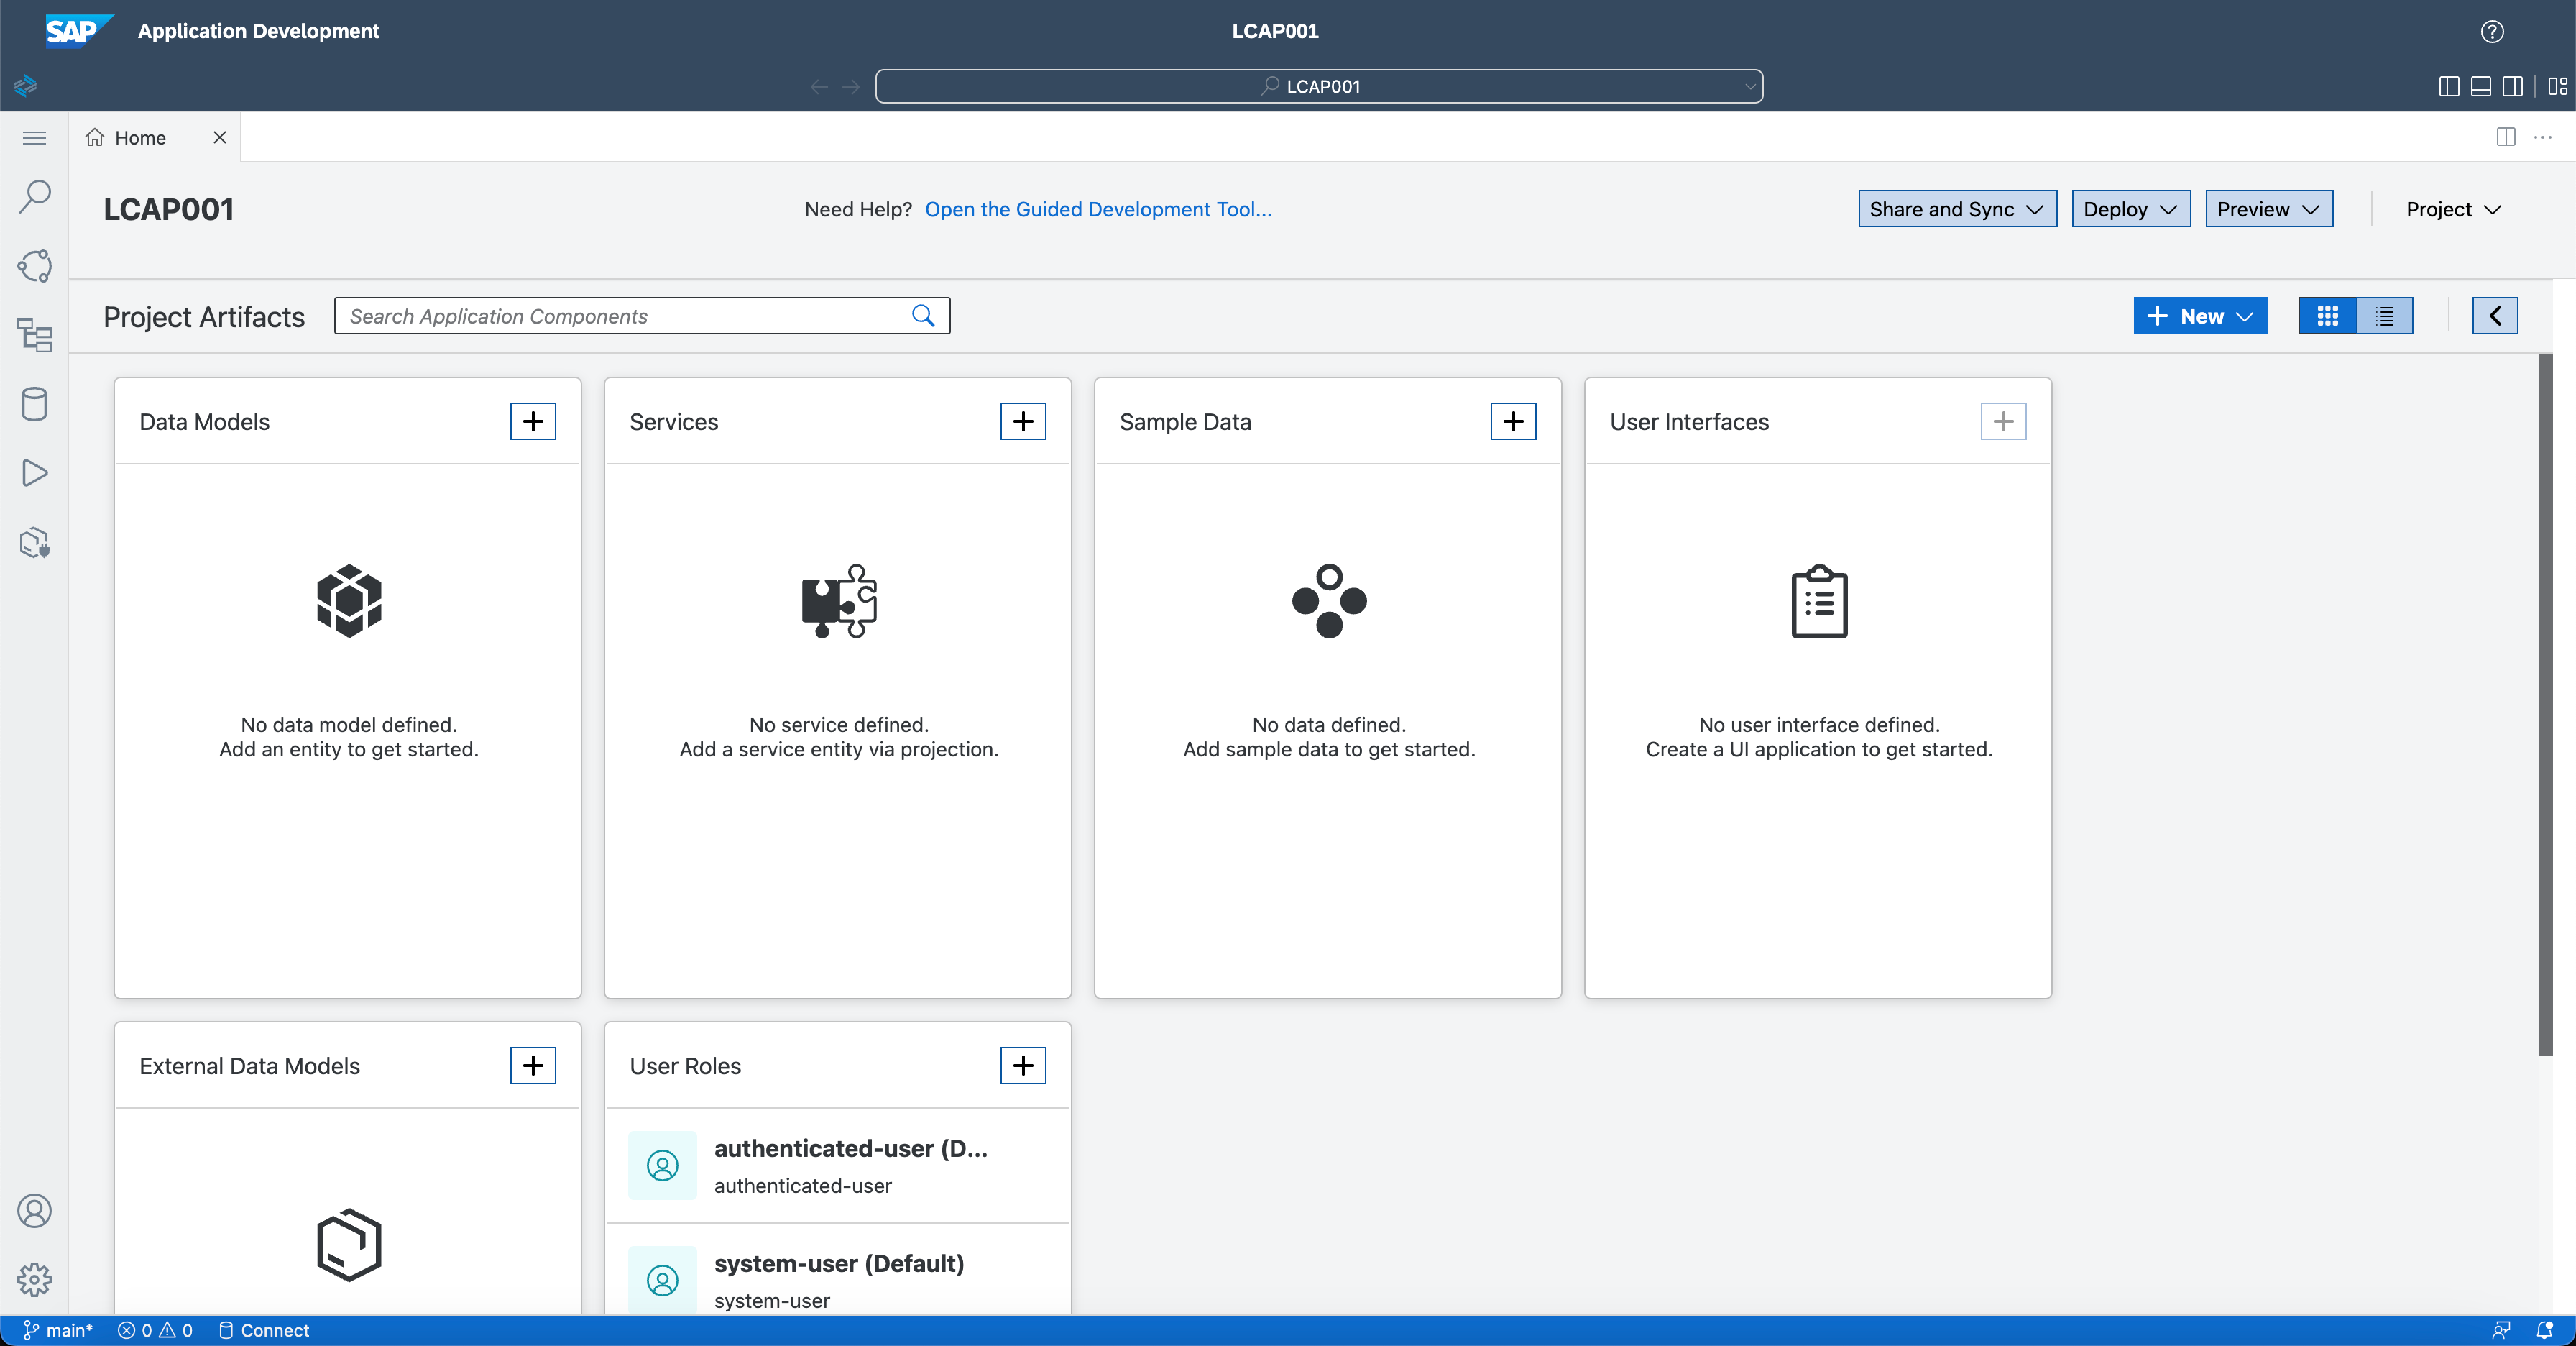 SAP Application Development
LCAP001
LCAP001
Home
LCAP001
Need Help? Open the Guided Development Tool...
Share and Sync
Deploy
Preview
Project
Project Artifacts
Search Application Components
New
Data Models
No data model defined.
Add an entity to get started.
Services
No service defined.
Add a service entity via projection.
Sample Data
No data defined.
Add sample data to get started.
User Interfaces
No user interface defined.
Create a UI application to get started.
External Data Models
User Roles
authenticated-user (D...
authenticated-user
system-user (Default)
system-user
main*
0
0
Connect